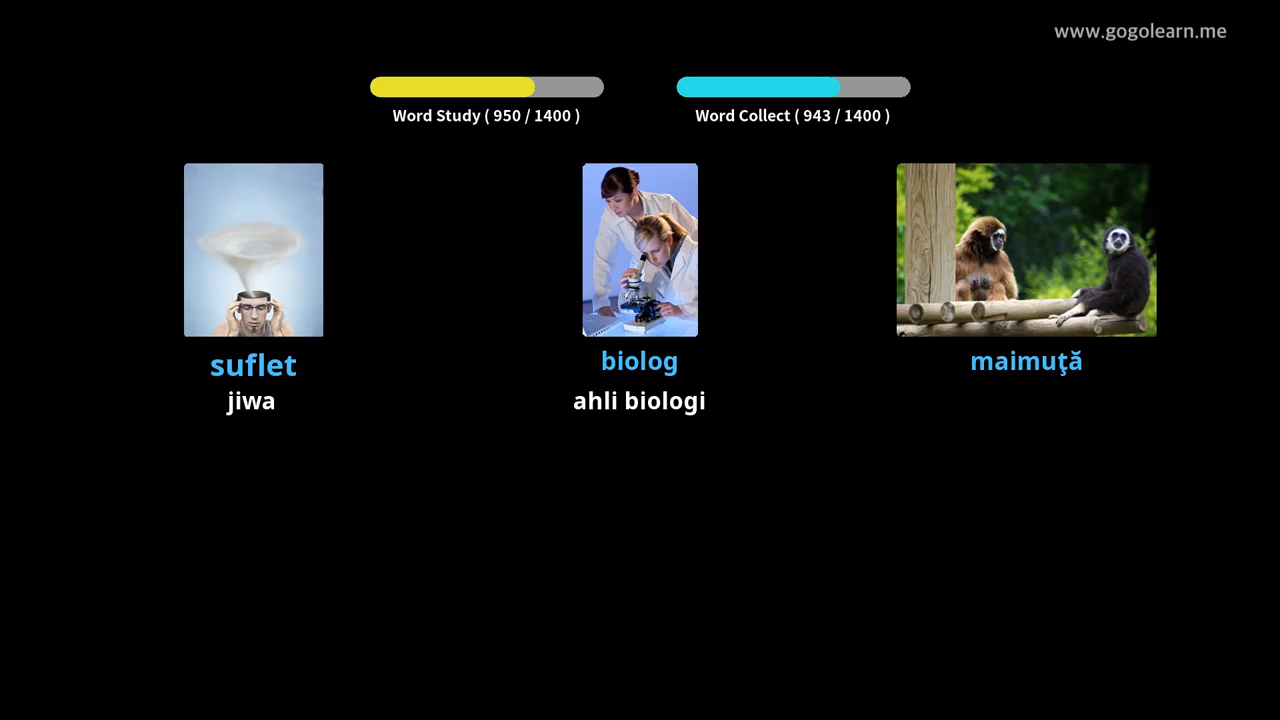 www.gogolearn.me
Word Study ( 950 / 1400 )
Word Collect ( 943 / 1400 )
suflet
jiwa
biolog
ahli biologi
maimuţă